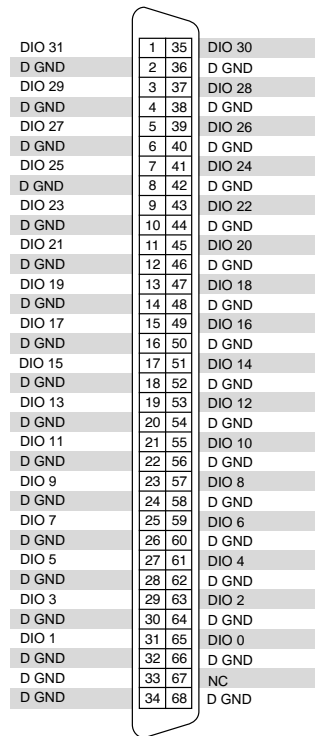 DIO 31 1 35 DIO 30
D GND 2 36 D GND
DIO 29 3 37 DIO 28
D GND 4 38 D GND
DIO 27 5 39 DIO 26
D GND 6 40 D GND
DIO 25 7 41 DIO 24
D GND 8 42 D GND
DIO 23 9 43 DIO 22
D GND 10 44 D GND
DIO 21 11 45 DIO 20
D GND 12 46 D GND
DIO 19 13 47 DIO 18
D GND 14 48 D GND
DIO 17 15 49 DIO 16
D GND 16 50 D GND
DIO 15 17 51 DIO 14
D GND 18 52 D GND
DIO 13 19 53 DIO 12
D GND 20 54 D GND
DIO 11 21 55 DIO 10
D GND 22 56 D GND
DIO 9 23 57 DIO 8
D GND 24 58 D GND
DIO 7 25 59 DIO 6
D GND 26 60 D GND
DIO 5 27 61 DIO 4
D GND 28 62 D GND
DIO 3 29 63 DIO 2
D GND 30 64 D GND
DIO 1 31 65 DIO 0
D GND 32 66 D GND
D GND 33 67 NC
D GND 34 68 D GND